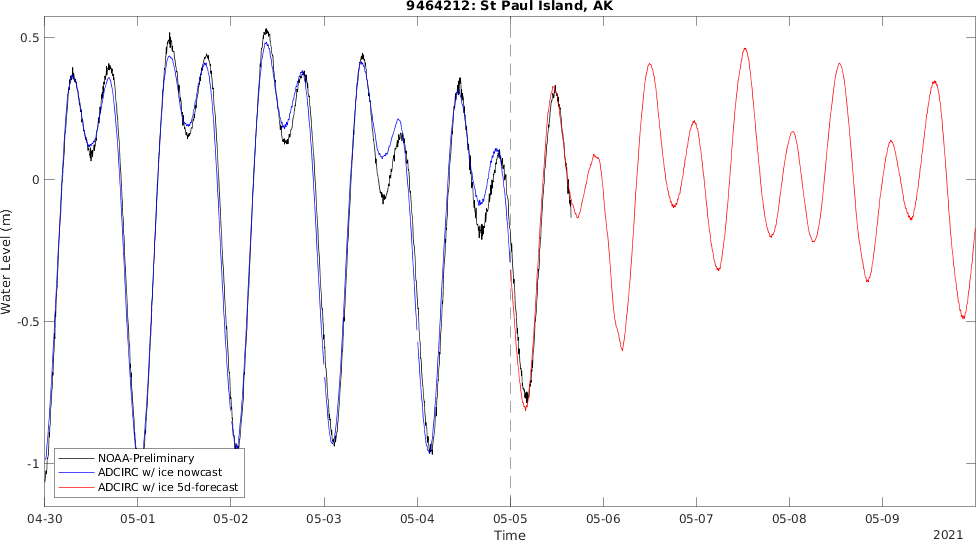 9464212: St Paul Island, AK
0.5
0
-0.5
-1
Water Level (m)
NOAA-Preliminary
ADCIRC w/ ice nowcast
ADCIRC w/ ice 5d-forecast
04-30 05-01 05-02 05-03 05-04 05-05 05-06 05-07 05-08 05-09
Time
2021